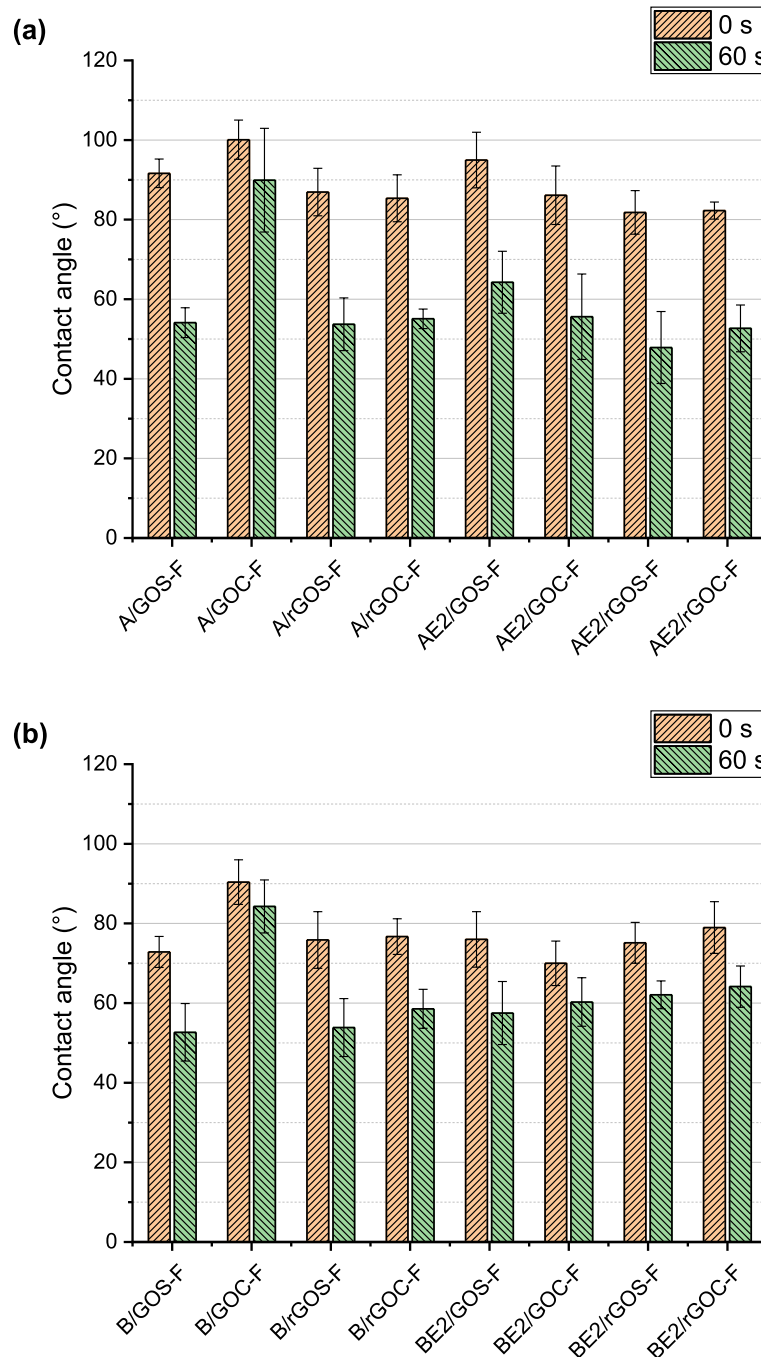 (a)
0 s
60 s
120
100
80
60
40
20
0
Contact angle (°)
A/GOS-F
A/GOC-F
A/rGOS-F
A/rGOC-F
AE2/GOS-F
AE2/GOC-F
AE2/rGOS-F
AE2/rGOC-F
(b)
0 s
60 s
120
100
80
60
40
20
0
Contact angle (°)
B/GOS-F
B/GOC-F
B/rGOS-F
B/rGOC-F
BE2/GOS-F
BE2/GOC-F
BE2/rGOS-F
BE2/rGOC-F